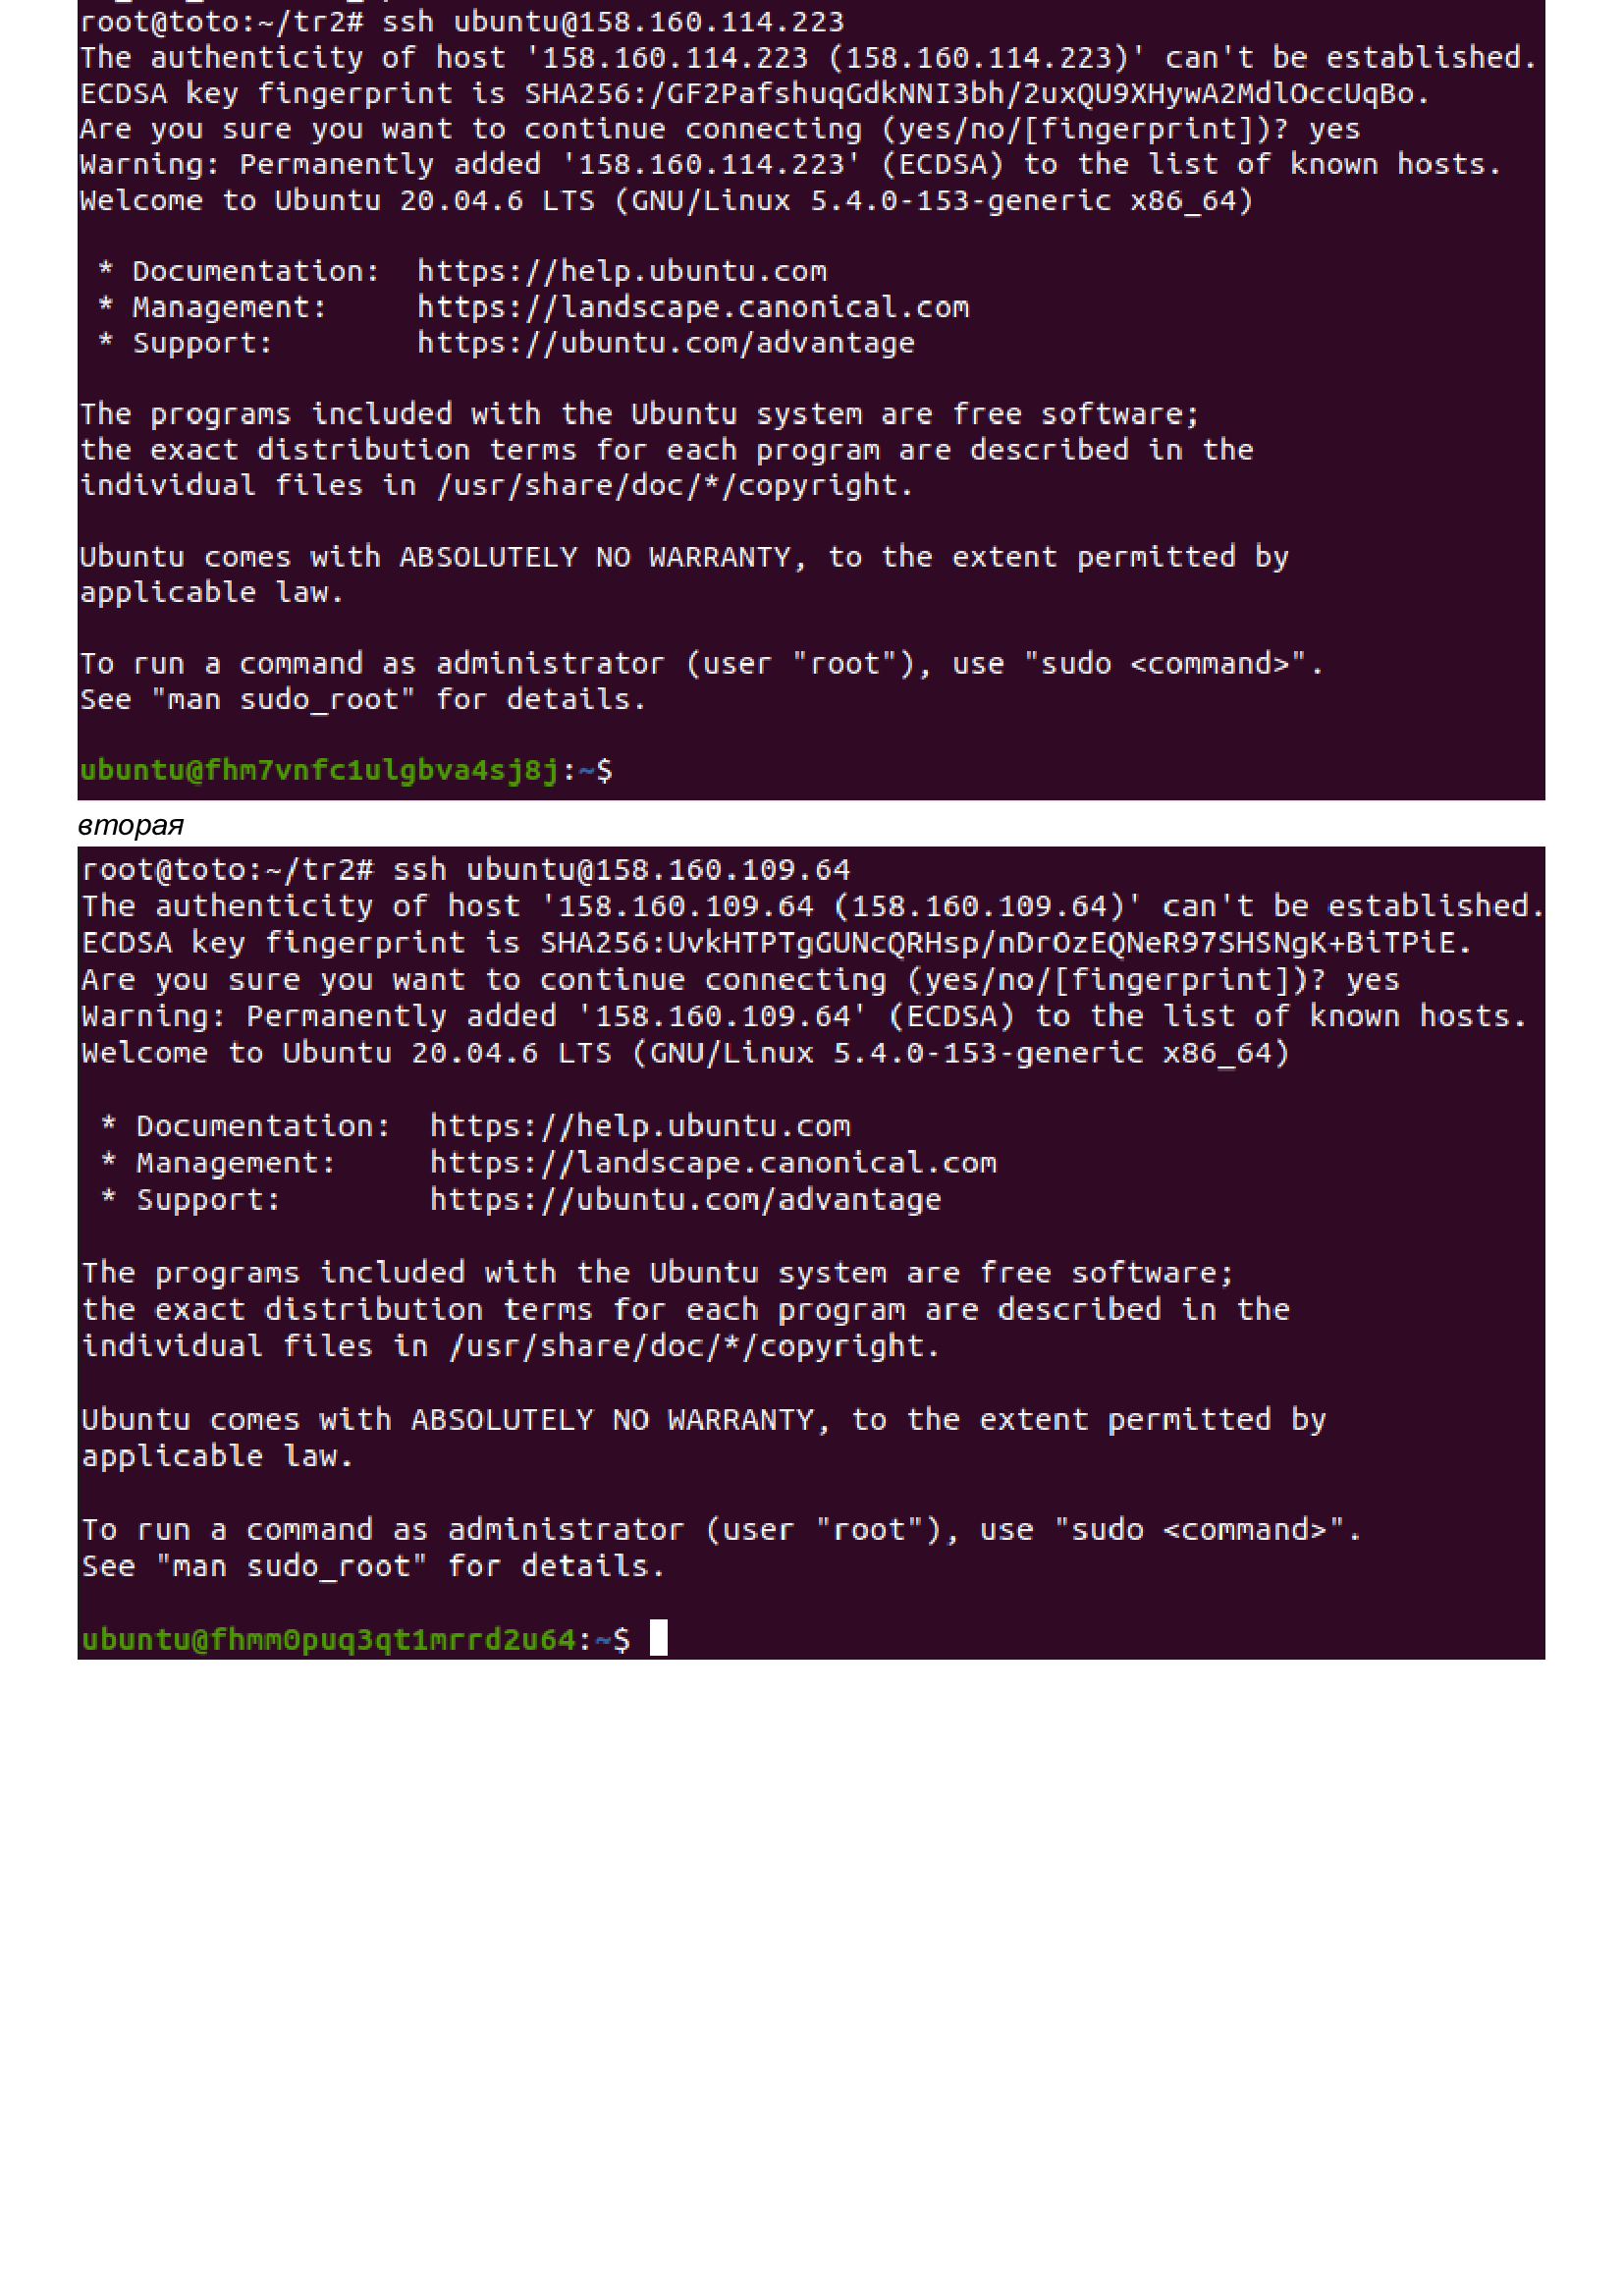 root@toto:~/tr2# ssh ubuntu@158.160.114.223
The authenticity of host '158.160.114.223 (158.160.114.223)' can't be established.
ECDSA key fingerprint is SHA256:/GF2PafshuqGdkNNI3bh/2uxQU9XHywA2MdlOccUqBo.
Are you sure you want to continue connecting (yes/no/[fingerprint])? yes
Warning: Permanently added '158.160.114.223' (ECDSA) to the list of known hosts.
Welcome to Ubuntu 20.04.6 LTS (GNU/Linux 5.4.0-153-generic x86_64)
* Documentation:  https://help.ubuntu.com
* Management:     https://landscape.canonical.com
* Support:        https://ubuntu.com/advantage
The programs included with the Ubuntu system are free software;
the exact distribution terms for each program are described in the
individual files in /usr/share/doc/*/copyright.
Ubuntu comes with ABSOLUTELY NO WARRANTY, to the extent permitted by
applicable law.
To run a command as administrator (user "root"), use "sudo <command>".
See "man sudo_root" for details.
ubuntu@fhm7vnfc1ulgbva4sj8j:~$
вторая
root@toto:~/tr2# ssh ubuntu@158.160.109.64
The authenticity of host '158.160.109.64 (158.160.109.64)' can't be established.
ECDSA key fingerprint is SHA256:UvkHTPTgGUNcQRHsp/nDrOzEQNeR97SHSNgK+BiTPiE.
Are you sure you want to continue connecting (yes/no/[fingerprint])? yes
Warning: Permanently added '158.160.109.64' (ECDSA) to the list of known hosts.
Welcome to Ubuntu 20.04.6 LTS (GNU/Linux 5.4.0-153-generic x86_64)
* Documentation:  https://help.ubuntu.com
* Management:     https://landscape.canonical.com
* Support:        https://ubuntu.com/advantage
The programs included with the Ubuntu system are free software;
the exact distribution terms for each program are described in the
individual files in /usr/share/doc/*/copyright.
Ubuntu comes with ABSOLUTELY NO WARRANTY, to the extent permitted by
applicable law.
To run a command as administrator (user "root"), use "sudo <command>".
See "man sudo_root" for details.
ubuntu@fhmm0puq3qt1mrrd2u64:~$